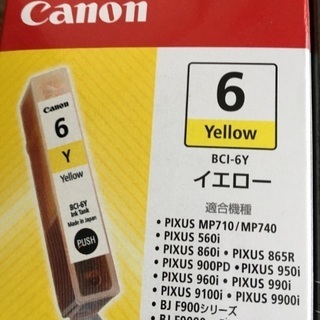 Canon
Canon
6
Y
Yellow
BCI-6Y
Ink Tank
Made in Japan
PUSH
6
Yellow
BCI-6Y
イエロー
適合機種
• PIXUS MP710/MP740
• PIXUS 560i
• PIXUS 860i • PIXUS 865R
• PIXUS 900PD • PIXUS 950i
• PIXUS 960i • PIXUS 990i
• PIXUS 9100i • PIXUS 9900i
• BJ F900シリーズ